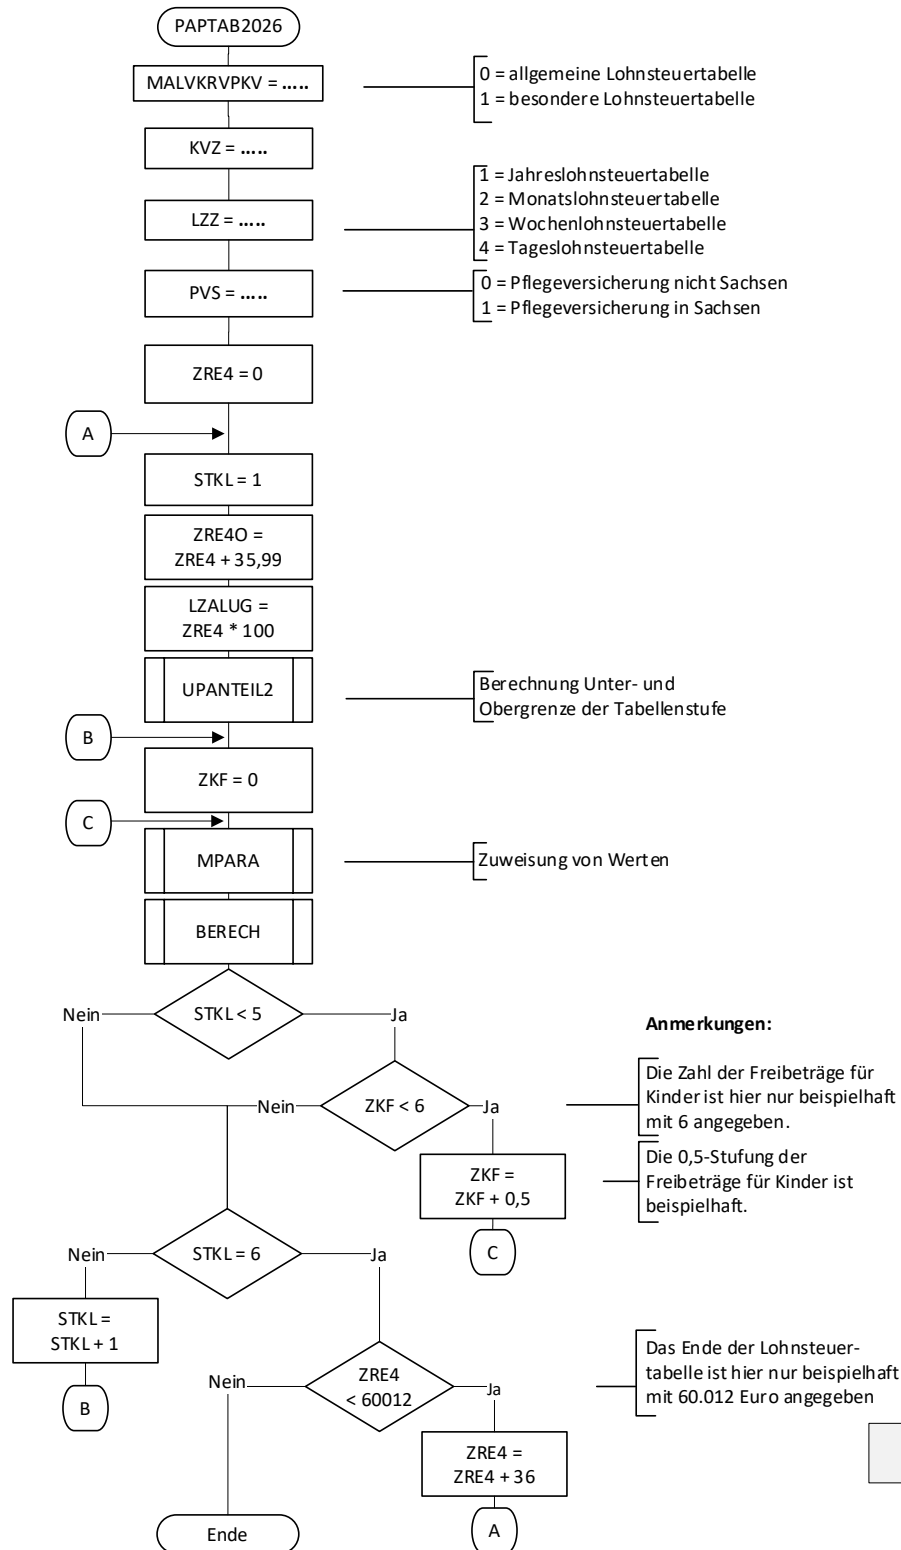 PAPTAB2026
MALVKRVPKV = .....
0 = allgemeine Lohnsteuertabelle
1 = besondere Lohnsteuertabelle
KVZ = .....
LZZ = .....
1 = Jahreslohnsteuertabelle
2 = Monatslohnsteuertabelle
3 = Wochenlohnsteuertabelle
4 = Tageslohnsteuertabelle
PVS = .....
0 = Pflegeversicherung nicht Sachsen
1 = Pflegeversicherung in Sachsen
ZRE4 = 0
A
STKL = 1
ZRE4O =
ZRE4 + 35,99
LZALUG =
ZRE4 * 100
UPANTEIL2
Berechnung Unter- und
Obergrenze der Tabellenstufe
B
ZKF = 0
C
MPARA
Zuweisung von Werten
BERECH
STKL < 5
Nein
Ja
Anmerkungen:
ZKF < 6
Nein
Ja
Die Zahl der Freibeträge für
Kinder ist hier nur beispielhaft
mit 6 angegeben.
ZKF =
ZKF + 0,5
Die 0,5-Stufung der
Freibeträge für Kinder ist
beispielhaft.
C
STKL = 6
Nein
Ja
STKL =
STKL + 1
B
ZRE4
< 60012
Nein
Ja
Das Ende der Lohnsteuer-
tabelle ist hier nur beispielhaft
mit 60.012 Euro angegeben
ZRE4 =
ZRE4 + 36
A
Ende